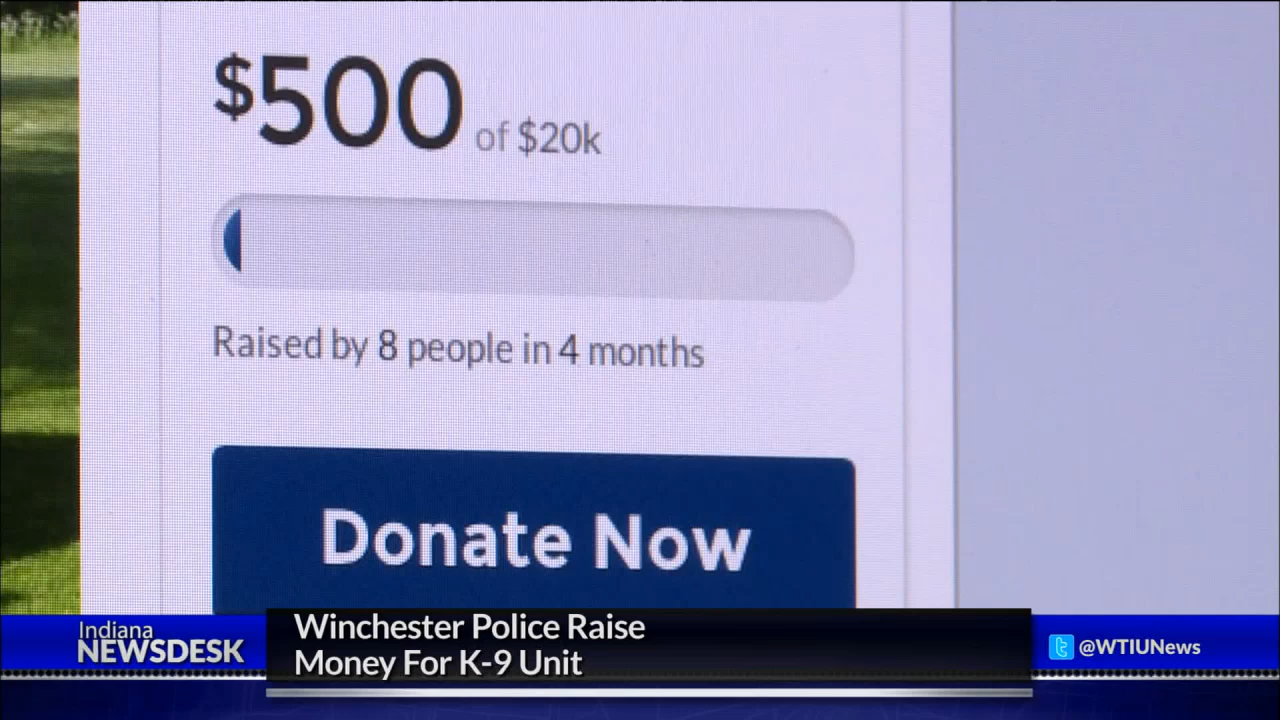 $500 of $20k
Raised by 8 people in 4 months
Donate Now
Indiana
NEWSDESK
Winchester Police Raise
Money For K-9 Unit
@WTIUNews